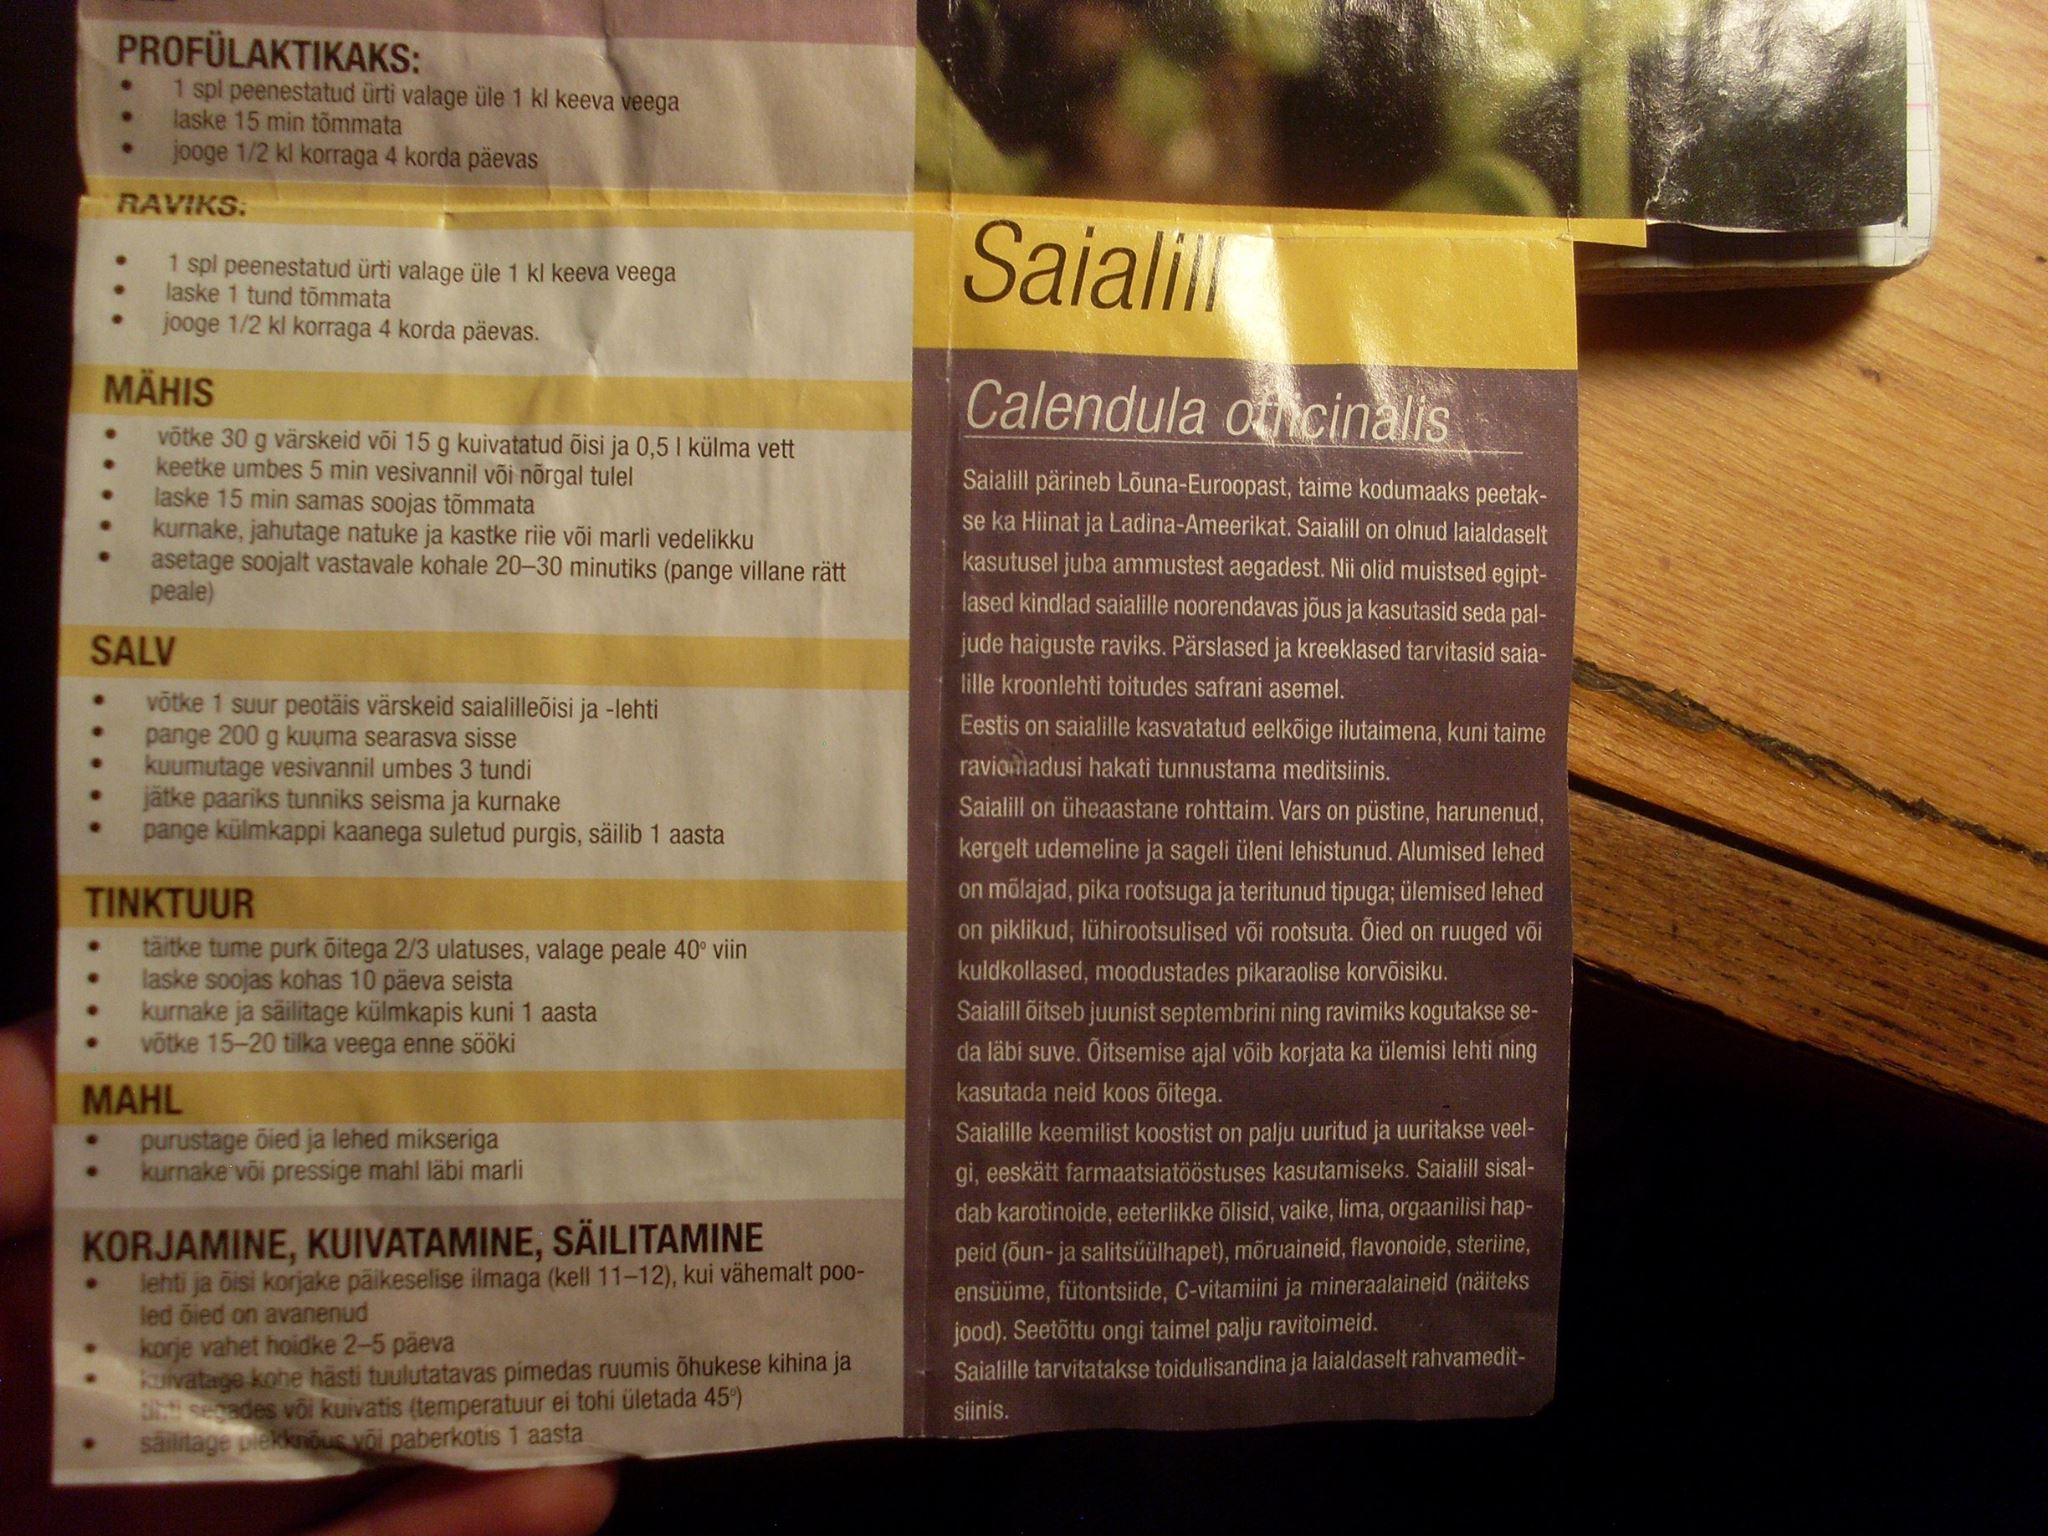 PROFÜLAKTIKAKS:
• 1 spl peenestatud ürti valage üle 1 kl keeva veega
• laske 15 min tõmmata
• jooge 1/2 kl korraga 4 korda päevas
RAVIKS:
• 1 spl peenestatud ürti valage üle 1 kl keeva veega
• laske 1 tund tõmmata
• jooge 1/2 kl korraga 4 korda päevas.
MÄHIS
• võtke 30 g värskeid või 15 g kuivatatud õisi ja 0,5 l külma vett
• keetke umbes 5 min vesivannil või nõrgal tulel
• laske 15 min samas soojas tõmmata
• kurnake, jahutage natuke ja kastke riie või marli vedelikku
• asetage soojalt vastavale kohale 20–30 minutiks (pange villane rätt
peale)
SALV
• võtke 1 suur peotäis värskeid saialilleõisi ja -lehti
• pange 200 g kuuma searasva sisse
• kuumutage vesivannil umbes 3 tundi
• jätke paariks tunniks seisma ja kurnake
• pange külmkappi kaanega suletud purgis, säilib 1 aasta
TINKTUUR
• täitke tume purk õitega 2/3 ulatuses, valage peale 40° viin
• laske soojas kohas 10 päeva seista
• kurnake ja säilitage külmkapis kuni 1 aasta
• võtke 15–20 tilka veega enne sööki
MAHL
• purustage õied ja lehed mikseriga
• kurnake või pressige mahl läbi marli
KORJAMINE, KUIVATAMINE, SÄILITAMINE
• lehti ja õisi korjake päikeselise ilmaga (kell 11–12), kui vähemalt poo-
led õied on avanenud
• korje vahet hoidke 2–5 päeva
• kuivatage kohe hästi tuulutatavas pimedas ruumis õhukese kihina ja
tihti segades või kuivatis (temperatuur ei tohi ületada 45°)
• säilitage plekknõus või paberkotis 1 aasta
Saialill
Calendula officinalis
Saialill pärineb Lõuna-Euroopast, taime kodumaaks peetak-
se ka Hiinat ja Ladina-Ameerikat. Saialill on olnud laialdaselt
kasutusel juba ammustest aegadest. Nii olid muistsed egipt-
lased kindlad saialille noorendavas jõus ja kasutasid seda pal-
jude haiguste raviks. Pärslased ja kreeklased tarvitasid saia-
lille kroonlehti toitudes safrani asemel.
Eestis on saialille kasvatatud eelkõige ilutaimena, kuni taime
raviomadusi hakati tunnustama meditsiinis.
Saialill on üheaastane rohttaim. Vars on püstine, harunenud,
kergelt udemeline ja sageli üleni lehistunud. Alumised lehed
on mõlajad, pika rootsuga ja teritunud tipuga; ülemised lehed
on piklikud, lühirootsulised või rootsuta. Õied on ruuged või
kuldkollased, moodustades pikaraolise korvõisiku.
Saialill õitseb juunist septembrini ning ravimiks kogutakse se-
da läbi suve. Õitsemise ajal võib korjata ka ülemisi lehti ning
kasutada neid koos õitega.
Saialille keemilist koostist on palju uuritud ja uuritakse veel-
gi, eeskätt farmaatsiatööstuses kasutamiseks. Saialill sisal-
dab karotinoide, eeterlikke õlisid, vaike, lima, orgaanilisi hap-
peid (õun- ja salitsüülhapet), mõruaineid, flavonoide, steriine,
ensüüme, fütontsiide, C-vitamiini ja mineraalaineid (näiteks
jood). Seetõttu ongi taimel palju ravitoimeid.
Saialille tarvitatakse toidulisandina ja laialdaselt rahvamedit-
siinis.